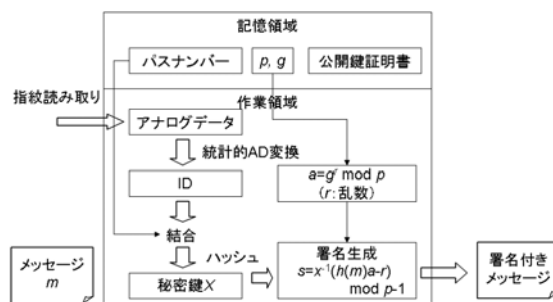 記憶領域
パスナンバー
p, g
公開鍵証明書
指紋読み取り
作業領域
アナログデータ
統計的AD変換
ID
a=g^r mod p
(r:乱数)
結合
ハッシュ
メッセージ
m
秘密鍵X
署名生成
s=x⁻¹(h(m)a-r)
mod p-1
署名付き
メッセージ